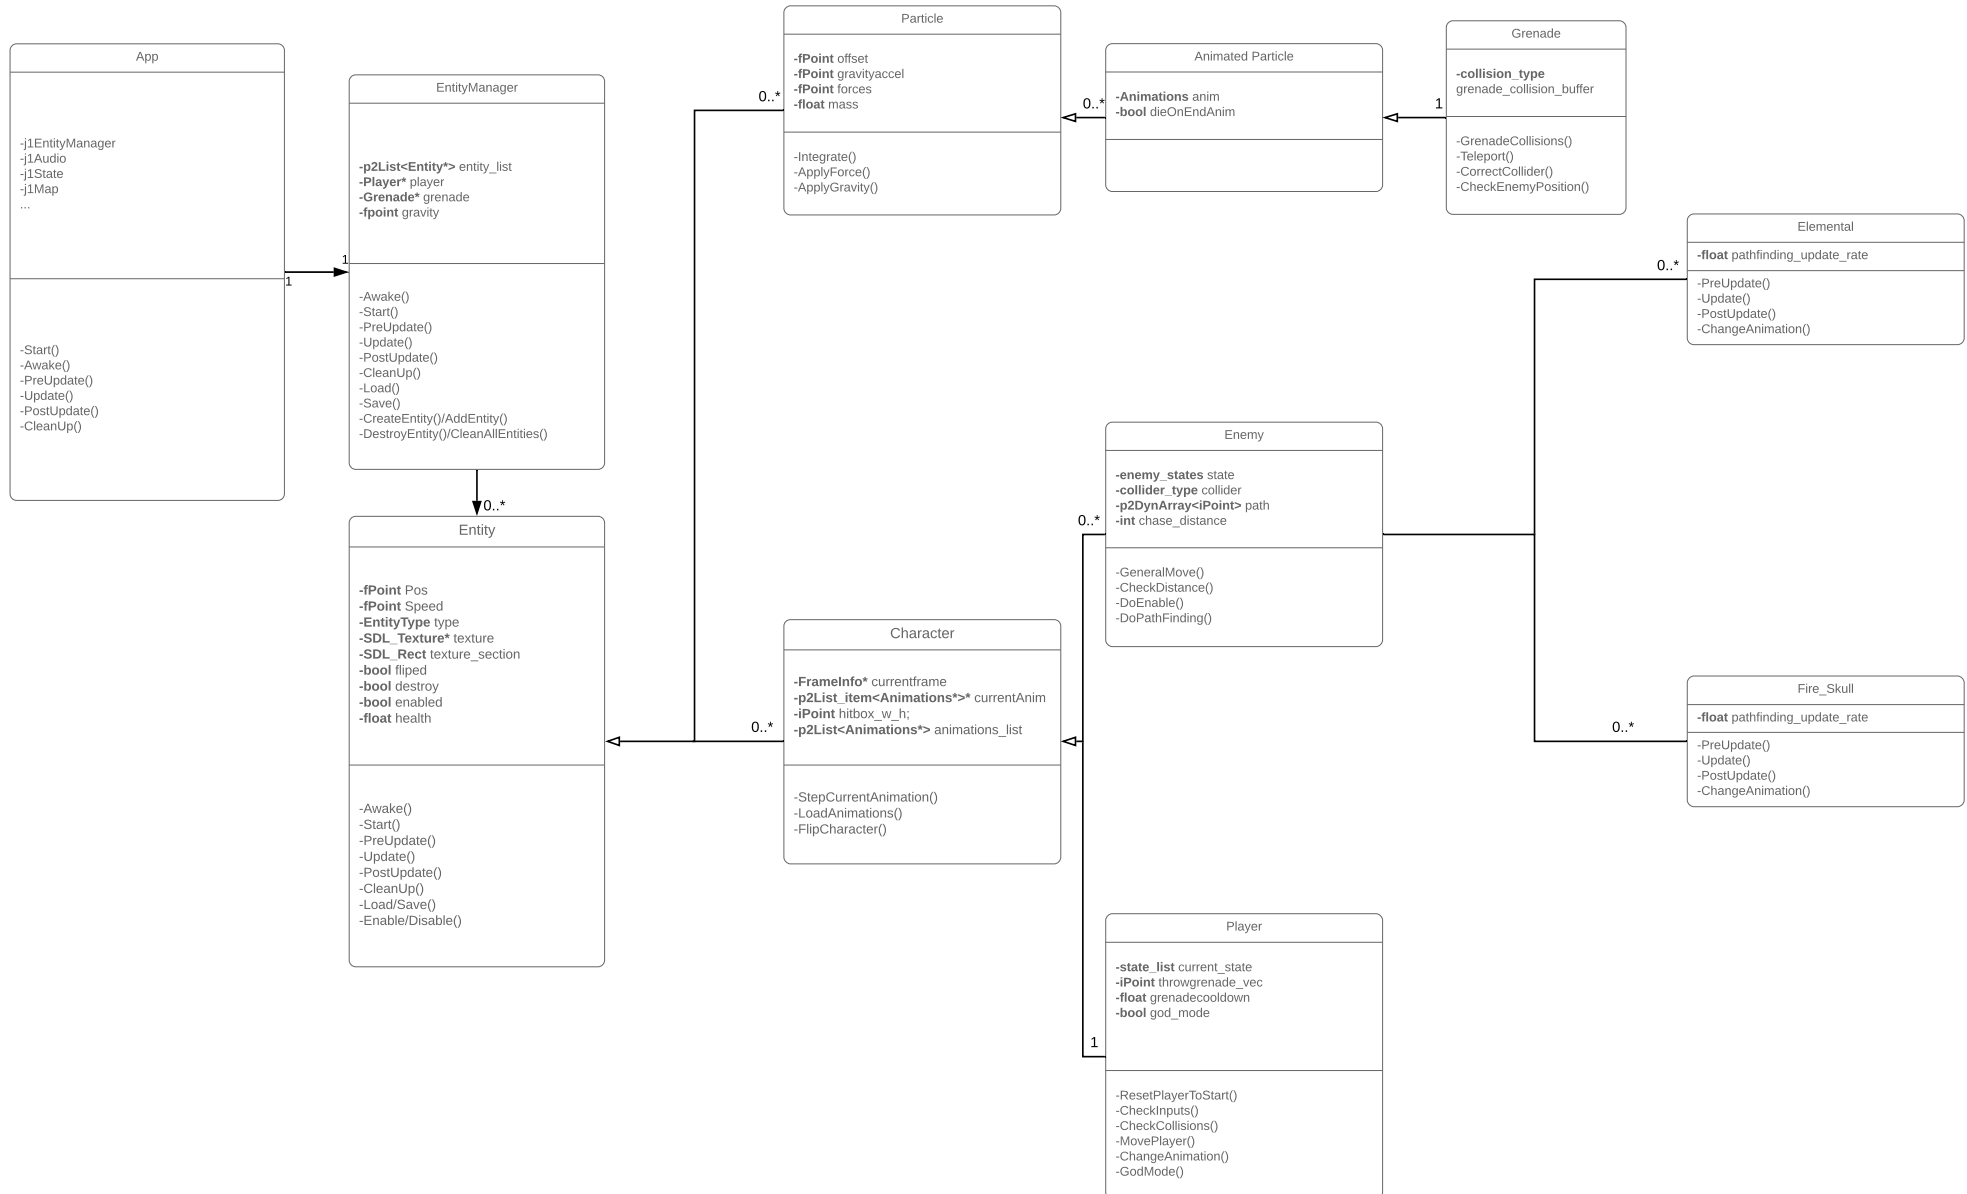 App
-j1EntityManager
-j1Audio
-j1State
-j1Map
...
-Start()
-Awake()
-PreUpdate()
-Update()
-PostUpdate()
-CleanUp()
1
1
EntityManager
-p2List<Entity*> entity_list
-Player* player
-Grenade* grenade
-fpoint gravity
-Awake()
-Start()
-PreUpdate()
-Update()
-PostUpdate()
-CleanUp()
-Load()
-Save()
-CreateEntity()/AddEntity()
-DestroyEntity()/CleanAllEntities()
0..*
Entity
-fPoint Pos
-fPoint Speed
-EntityType type
-SDL_Texture* texture
-SDL_Rect texture_section
-bool fliped
-bool destroy
-bool enabled
-float health
-Awake()
-Start()
-PreUpdate()
-Update()
-PostUpdate()
-CleanUp()
-Load/Save()
-Enable/Disable()
0..*
Particle
-fPoint offset
-fPoint gravityaccel
-fPoint forces
-float mass
-Integrate()
-ApplyForce()
-ApplyGravity()
0..*
Animated Particle
-Animations anim
-bool dieOnEndAnim
1
Grenade
-collision_type
grenade_collision_buffer
-GrenadeCollisions()
-Teleport()
-CorrectCollider()
-CheckEnemyPosition()
0..*
Character
-FrameInfo* currentframe
-p2List_item<Animations*>* currentAnim
-iPoint hitbox_w_h;
-p2List<Animations*> animations_list
-StepCurrentAnimation()
-LoadAnimations()
-FlipCharacter()
0..*
Enemy
-enemy_states state
-collider_type collider
-p2DynArray<iPoint> path
-int chase_distance
-GeneralMove()
-CheckDistance()
-DoEnable()
-DoPathFinding()
1
Player
-state_list current_state
-iPoint throwgrenade_vec
-float grenadecooldown
-bool god_mode
-ResetPlayerToStart()
-CheckInputs()
-CheckCollisions()
-MovePlayer()
-ChangeAnimation()
-GodMode()
0..*
Elemental
-float pathfinding_update_rate
-PreUpdate()
-Update()
-PostUpdate()
-ChangeAnimation()
0..*
Fire_Skull
-float pathfinding_update_rate
-PreUpdate()
-Update()
-PostUpdate()
-ChangeAnimation()